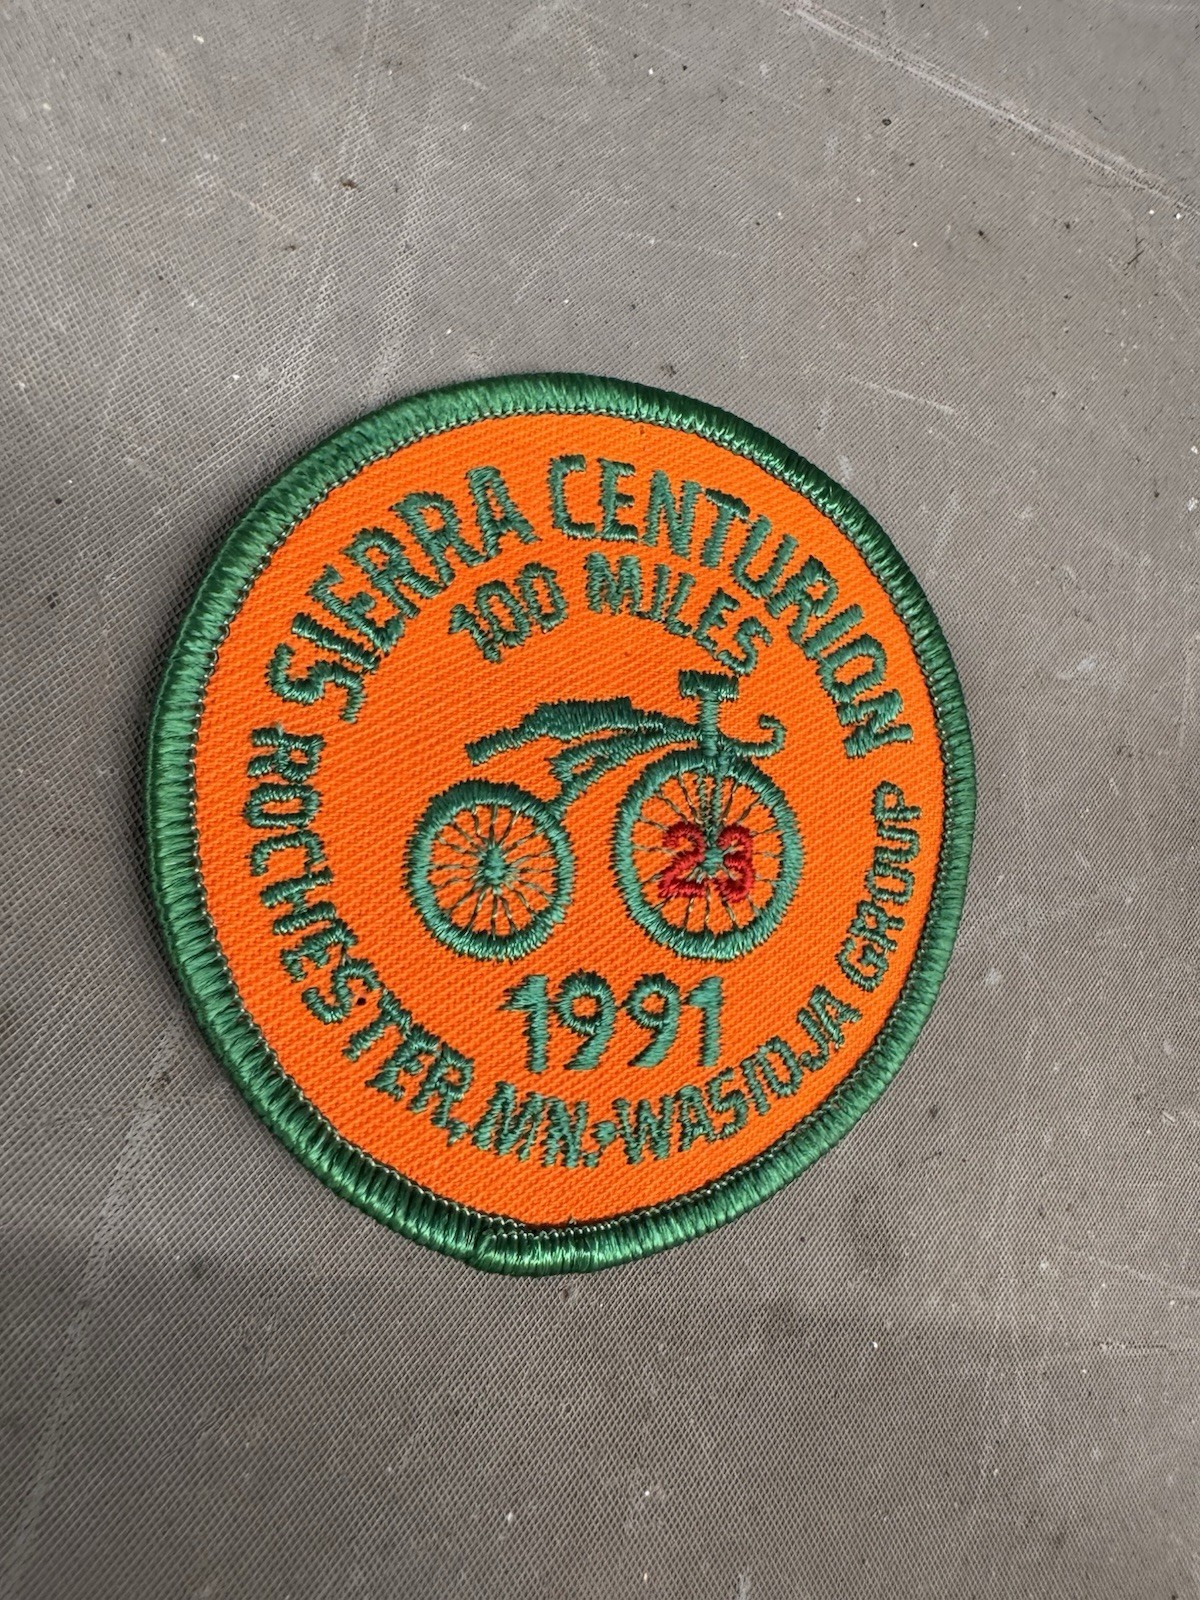 SIERRA CENTURION
100 MILES
23
1991
ROCHESTER, MN. • WASIOJA GROUP